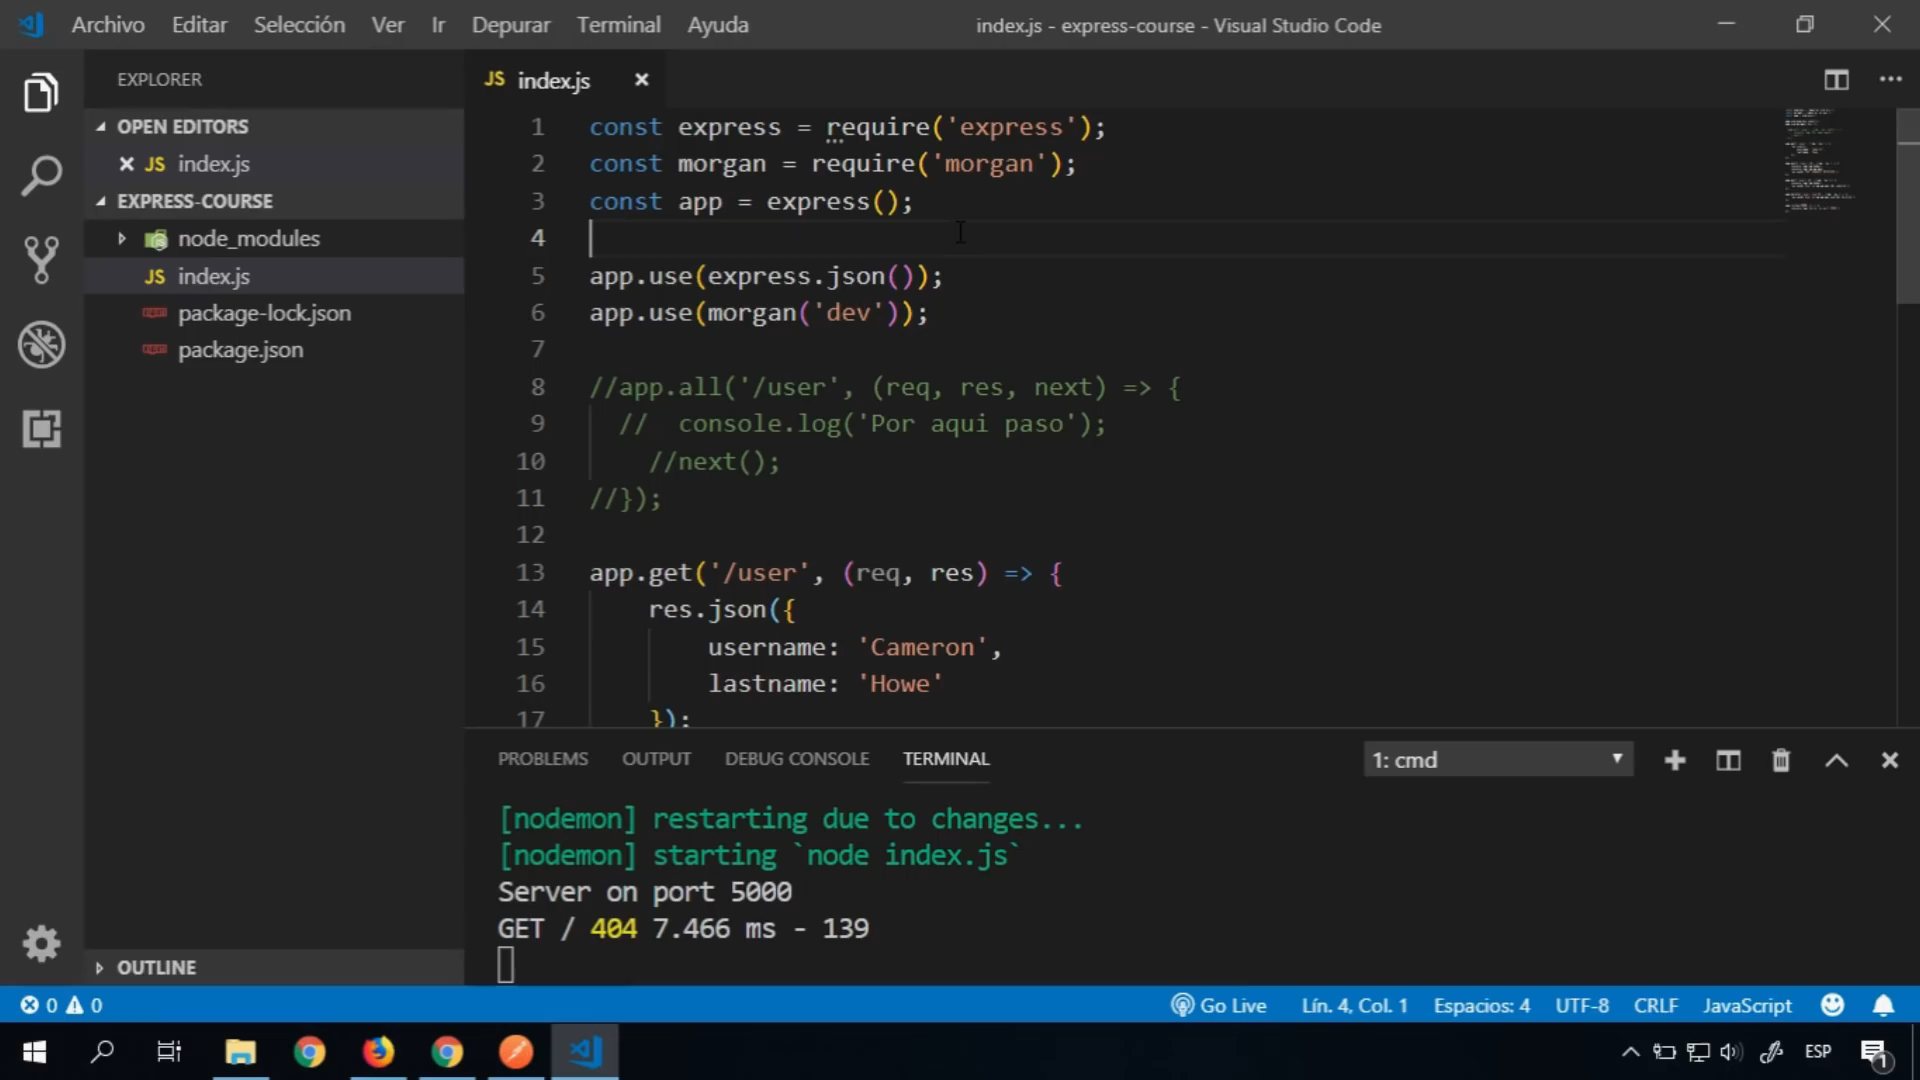 Archivo Editar Selección Ver Ir Depurar Terminal Ayuda index.js - express-course - Visual Studio Code
EXPLORER
OPEN EDITORS
JS index.js
EXPRESS-COURSE
node_modules
JS index.js
package-lock.json
package.json
OUTLINE
JS index.js
1 const express = require('express');
2 const morgan = require('morgan');
3 const app = express();
4
5 app.use(express.json());
6 app.use(morgan('dev'));
7
8 //app.all('/user', (req, res, next) => {
9 // console.log('Por aqui paso');
10 //next();
11 //});
12
13 app.get('/user', (req, res) => {
14 res.json({
15 username: 'Cameron',
16 lastname: 'Howe'
17 });
PROBLEMS OUTPUT DEBUG CONSOLE TERMINAL 1: cmd
[nodemon] restarting due to changes...
[nodemon] starting `node index.js`
Server on port 5000
GET / 404 7.466 ms - 139
0 0 Go Live Lín. 4, Col. 1 Espacios: 4 UTF-8 CRLF JavaScript
ESP 1